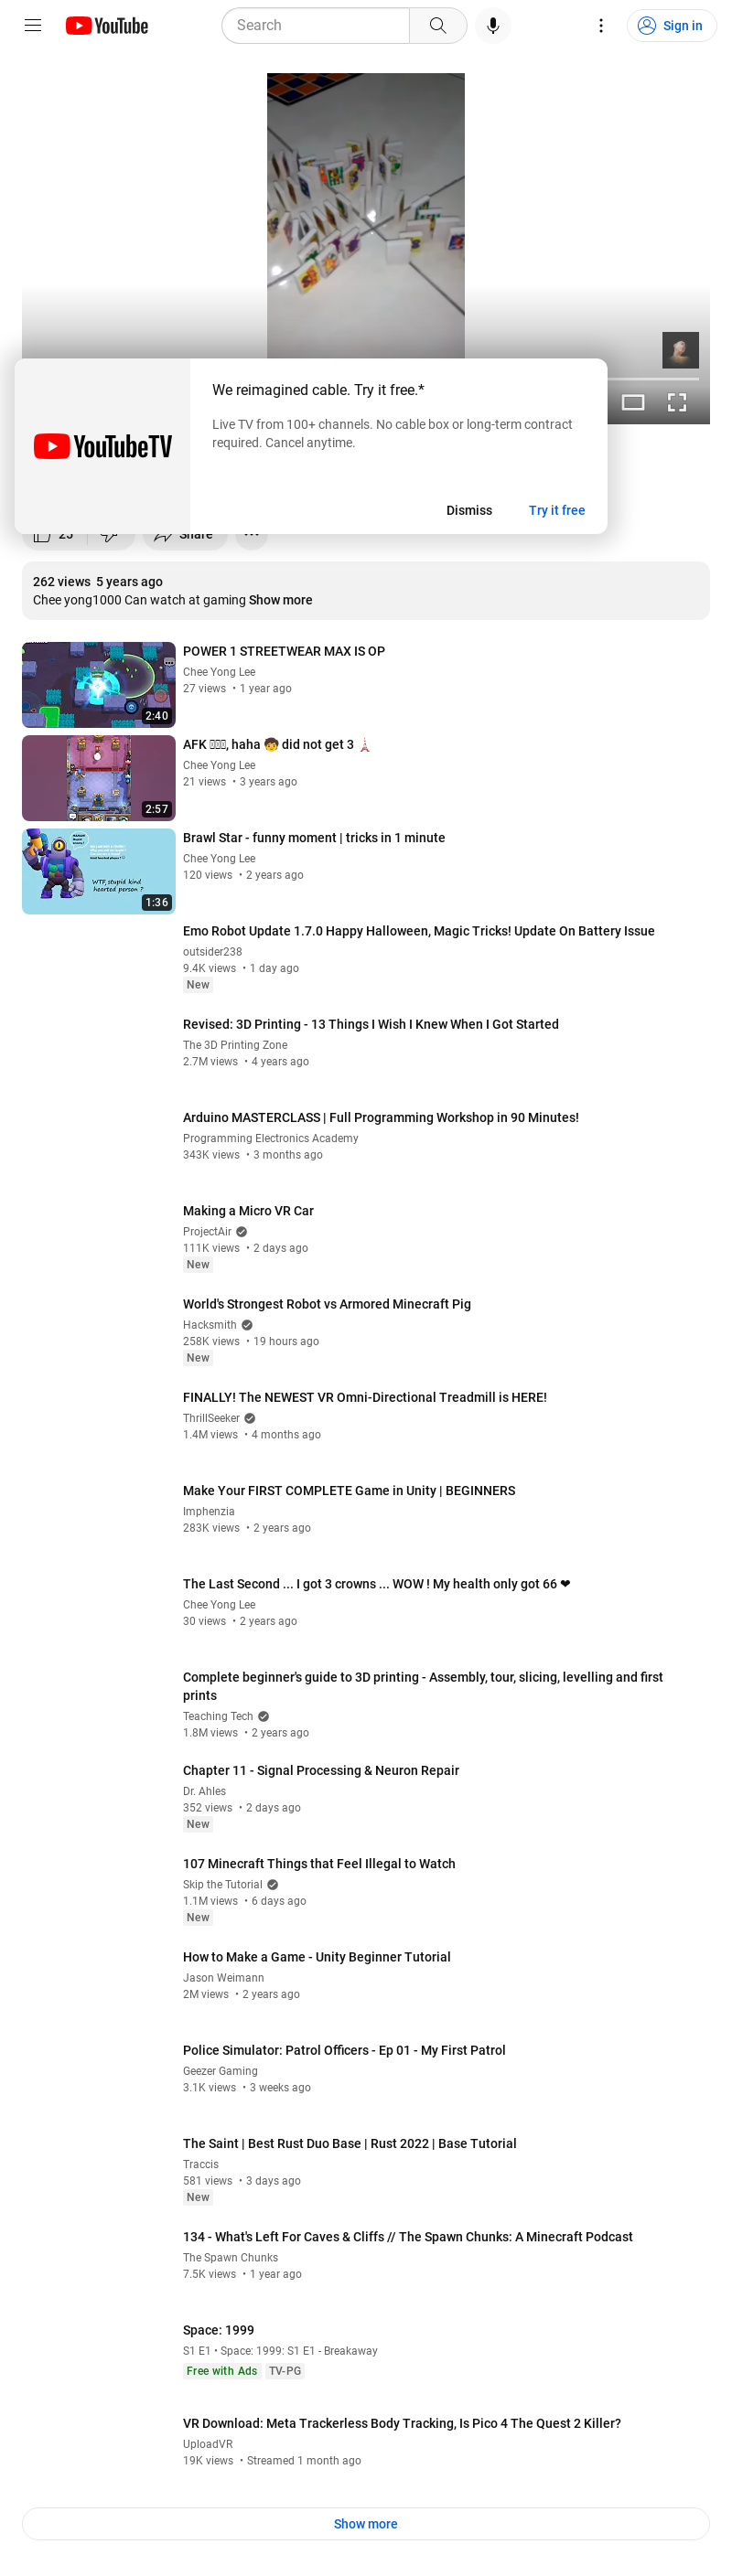 YouTube
Search
Sign in
We reimagined cable. Try it free.*
Live TV from 100+ channels. No cable box or long-term contract
required. Cancel anytime.
YouTubeTV
Dismiss
Try it free
25
Share
262 views 5 years ago
Chee yong1000 Can watch at gaming Show more
POWER 1 STREETWEAR MAX IS OP
Chee Yong Lee
27 views • 1 year ago
2:40
AFK , haha 🧒 did not get 3 🗼
Chee Yong Lee
21 views • 3 years ago
2:57
Brawl Star - funny moment | tricks in 1 minute
Chee Yong Lee
120 views • 2 years ago
WTF, stupid kind
hearted person ?
1:36
Emo Robot Update 1.7.0 Happy Halloween, Magic Tricks! Update On Battery Issue
outsider238
9.4K views • 1 day ago
New
Revised: 3D Printing - 13 Things I Wish I Knew When I Got Started
The 3D Printing Zone
2.7M views • 4 years ago
Arduino MASTERCLASS | Full Programming Workshop in 90 Minutes!
Programming Electronics Academy
343K views • 3 months ago
Making a Micro VR Car
ProjectAir
111K views • 2 days ago
New
World's Strongest Robot vs Armored Minecraft Pig
Hacksmith
258K views • 19 hours ago
New
FINALLY! The NEWEST VR Omni-Directional Treadmill is HERE!
ThrillSeeker
1.4M views • 4 months ago
Make Your FIRST COMPLETE Game in Unity | BEGINNERS
Imphenzia
283K views • 2 years ago
The Last Second ... I got 3 crowns ... WOW ! My health only got 66 ❤
Chee Yong Lee
30 views • 2 years ago
Complete beginner's guide to 3D printing - Assembly, tour, slicing, levelling and first
prints
Teaching Tech
1.8M views • 2 years ago
Chapter 11 - Signal Processing & Neuron Repair
Dr. Ahles
352 views • 2 days ago
New
107 Minecraft Things that Feel Illegal to Watch
Skip the Tutorial
1.1M views • 6 days ago
New
How to Make a Game - Unity Beginner Tutorial
Jason Weimann
2M views • 2 years ago
Police Simulator: Patrol Officers - Ep 01 - My First Patrol
Geezer Gaming
3.1K views • 3 weeks ago
The Saint | Best Rust Duo Base | Rust 2022 | Base Tutorial
Traccis
581 views • 3 days ago
New
134 - What's Left For Caves & Cliffs // The Spawn Chunks: A Minecraft Podcast
The Spawn Chunks
7.5K views • 1 year ago
Space: 1999
S1 E1 • Space: 1999: S1 E1 - Breakaway
Free with Ads TV-PG
VR Download: Meta Trackerless Body Tracking, Is Pico 4 The Quest 2 Killer?
UploadVR
19K views • Streamed 1 month ago
Show more